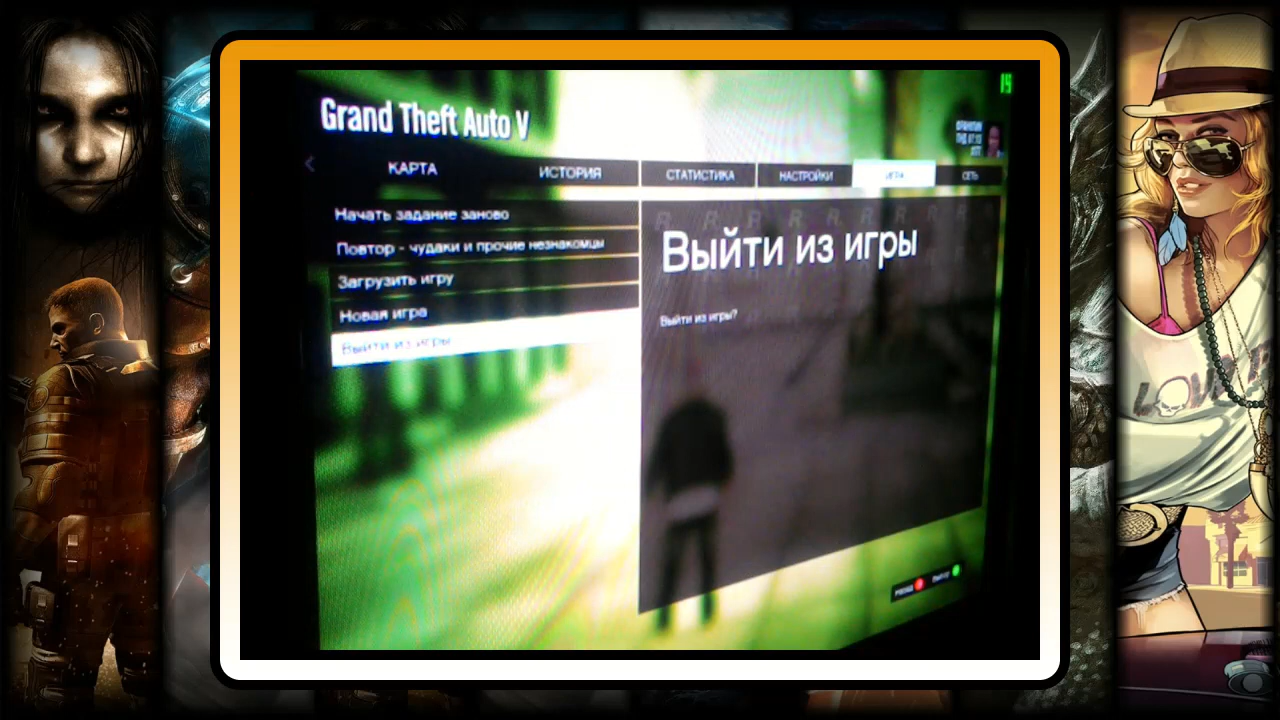 Grand Theft Auto V
19
КАРТА
ИСТОРИЯ
СТАТИСТИКА
НАСТРОЙКИ
ИГРА
СЕТЬ
Начать задание заново
Повтор - чудаки и прочие незнакомцы
Загрузить игру
Новая игра
Выйти из игры
Выйти из игры
Выйти из игры?